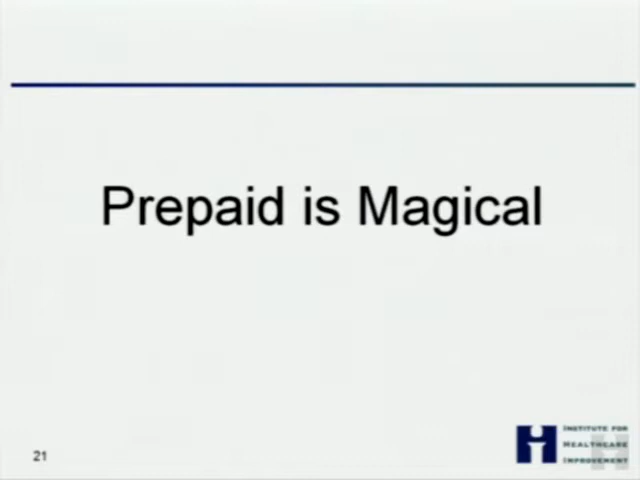 Prepaid is Magical
21
INSTITUTE FOR
HEALTHCARE
IMPROVEMENT